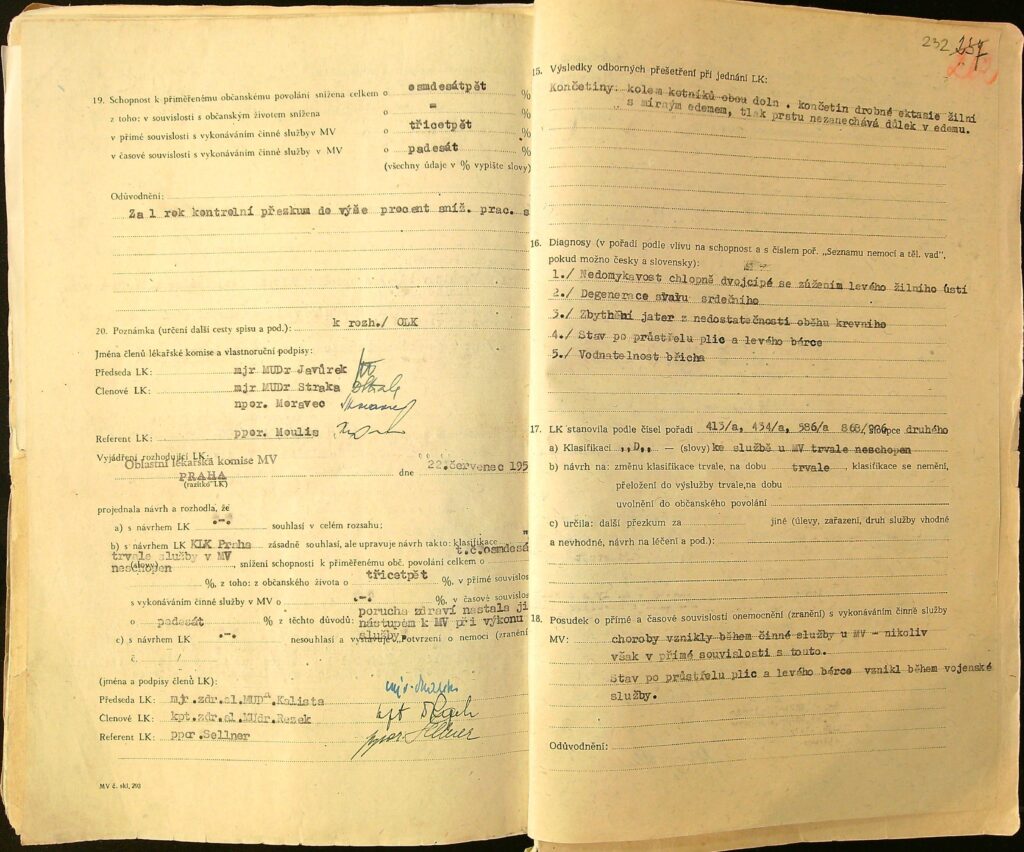 19. Schopnost k přiměřenému občanskému povolání snížena celkem o osmdesátpět %
z toho: v souvislosti s občanským životem snížena o = %
v přímé souvislosti s vykonáváním činné služby v MV o třicetpět %
v časové souvislosti s vykonáváním činné služby v MV o padesát %
(všechny údaje v % vypište slovy)
Odůvodnění:
Za 1 rok kontrolní přezkum do výše procent sníž. prac. s
20. Poznámka (určení další cesty spisu a pod.): k rozh./ OLK
Jména členů lékařské komise a vlastnoruční podpisy:
Předseda LK: mjr MUDr Javůrek
Členové LK: mjr MUDr Straka
npor. Moravec
Referent LK: ppor. Moulis
Vyjádření rozhodující LK:
Oblastní lékařská komise MV
PRAHA
(razítko LK)
dne 22.červenec 195
projednala návrh a rozhodla, že
a) s návrhem LK .-. souhlasí v celém rozsahu;
b) s návrhem LK KLK Praha zásadně souhlasí, ale upravuje návrh takto: klasifikace "
trvale služby v MV
neschopen
(slovy) , snížení schopnosti k přiměřenému obč. povolání celkem o t.č.osmdesá
%, z toho: z občanského života o třicetpět %, v přímé souvislos
s vykonáváním činné služby v MV o .-. %, v časové souvislos
o padesát % z těchto důvodů: porucha zdraví nastala ji
nástupem k MV při výkonu
služby.
c) s návrhem LK .-. nesouhlasí a vystavuje „Potvrzení o nemoci (zranění
č. /
(jména a podpisy členů LK):
Předseda LK: mjr.zdr.sl.MUDr Kalista
Členové LK: kpt.zdr.sl.MUdr.Rezek
Referent LK: ppor.Sellner
MV č. skl. 293
232 237
15. Výsledky odborných přešetření při jednání LK:
Končetiny: kolem kotníků obou doln . končetin drobné ektasie žilní
s mírným edemem, tlak prstu nezanechává důlek v edemu.
16. Diagnosy (v pořadí podle vlivu na schopnost a s číslem poř. „Seznamu nemocí a těl. vad“.
pokud možno česky a slovensky):
1./ Nedomykavost chlopně dvojcípé se zúžením levého žilního ústí
2./ Degenerace svalu srdečního
3./ Zbytnění jater z nedostatečnosti oběhu krevního
4./ Stav po průstřelu plic a levého bérce
5./ Vodnatelnost břicha
17. LK stanovila podle čísel pořadí 413/a, 434/a, 586/a 868/926, sloupce druhého
a) Klasifikaci „D„ — (slovy) ke službě u MV trvale neschopen
b) návrh na: změnu klasifikace trvale, na dobu trvale , klasifikace se nemění,
přeložení do výslužby trvale,na dobu
uvolnění do občanského povolání
c) určila: další přezkum za jiné (úlevy, zařazení, druh služby vhodné
a nevhodné, návrh na léčení a pod.):
18. Posudek o přímé a časové souvislosti onemocnění (zranění) s vykonáváním činné služby
MV: choroby vznikly během činné služby u MV - nikoliv
však v přímé souvislosti s touto.
Stav po průstřelu plic a levého bérce vznikl během vojenské
služby.
Odůvodnění: